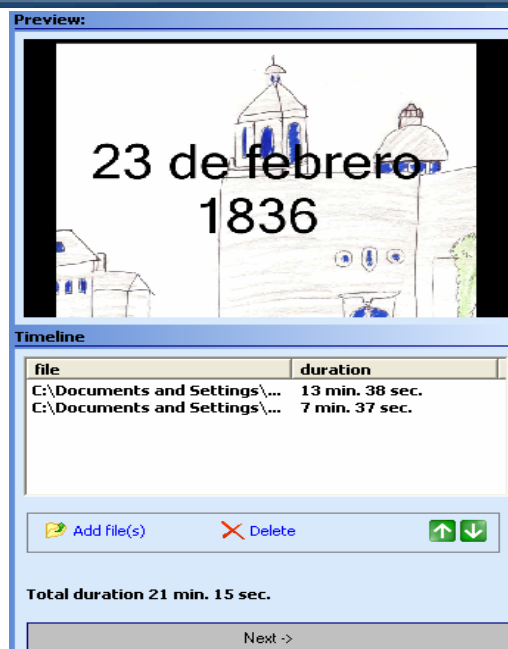 Preview:
23 de febrero
1836
Timeline
file duration
C:\Documents and Settings\... 13 min. 38 sec.
C:\Documents and Settings\... 7 min. 37 sec.
Add file(s) Delete
Total duration 21 min. 15 sec.
Next ->